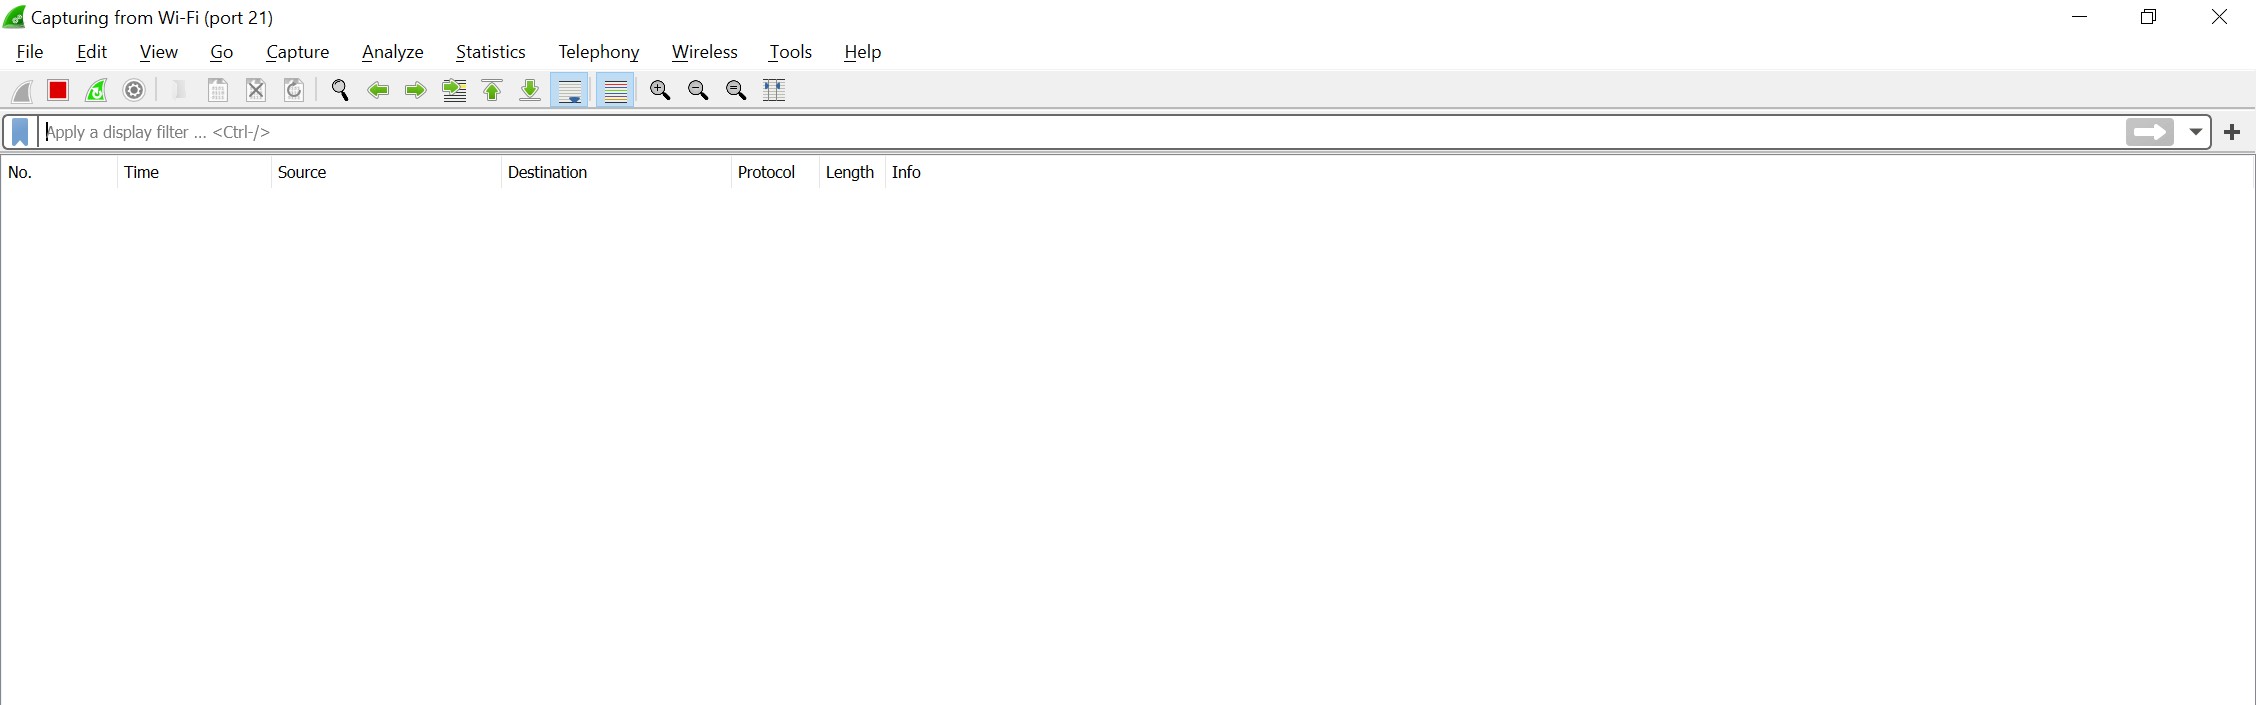 Capturing from Wi-Fi (port 21)
File Edit View Go Capture Analyze Statistics Telephony Wireless Tools Help
Apply a display filter ... <Ctrl-/>
No. Time Source Destination Protocol Length Info